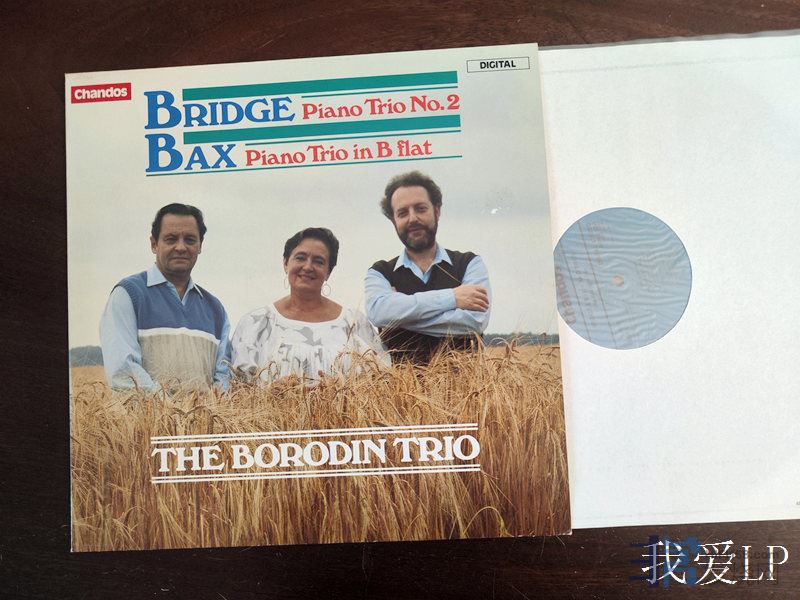 Chandos
DIGITAL
BRIDGE Piano Trio No. 2
BAX Piano Trio in B flat
THE BORODIN TRIO
我爱LP